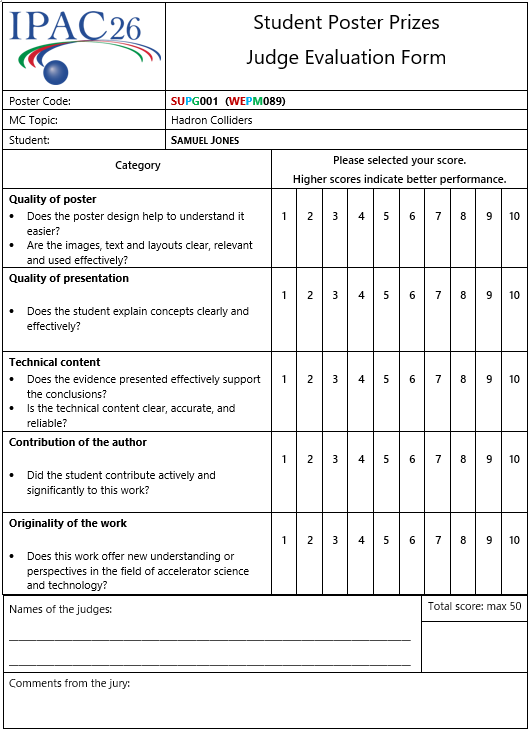 IPAC26
Student Poster Prizes
Judge Evaluation Form
Poster Code:
SUPG001 (WEPM089)
MC Topic:
Hadron Colliders
Student:
SAMUEL JONES
Category
Please selected your score.
Higher scores indicate better performance.
Quality of poster
• Does the poster design help to understand it
easier?
• Are the images, text and layouts clear, relevant
and used effectively?
1 2 3 4 5 6 7 8 9 10
Quality of presentation
• Does the student explain concepts clearly and
effectively?
1 2 3 4 5 6 7 8 9 10
Technical content
• Does the evidence presented effectively support
the conclusions?
• Is the technical content clear, accurate, and
reliable?
1 2 3 4 5 6 7 8 9 10
Contribution of the author
• Did the student contribute actively and
significantly to this work?
1 2 3 4 5 6 7 8 9 10
Originality of the work
• Does this work offer new understanding or
perspectives in the field of accelerator science
and technology?
1 2 3 4 5 6 7 8 9 10
Names of the judges:
Total score: max 50
Comments from the jury: